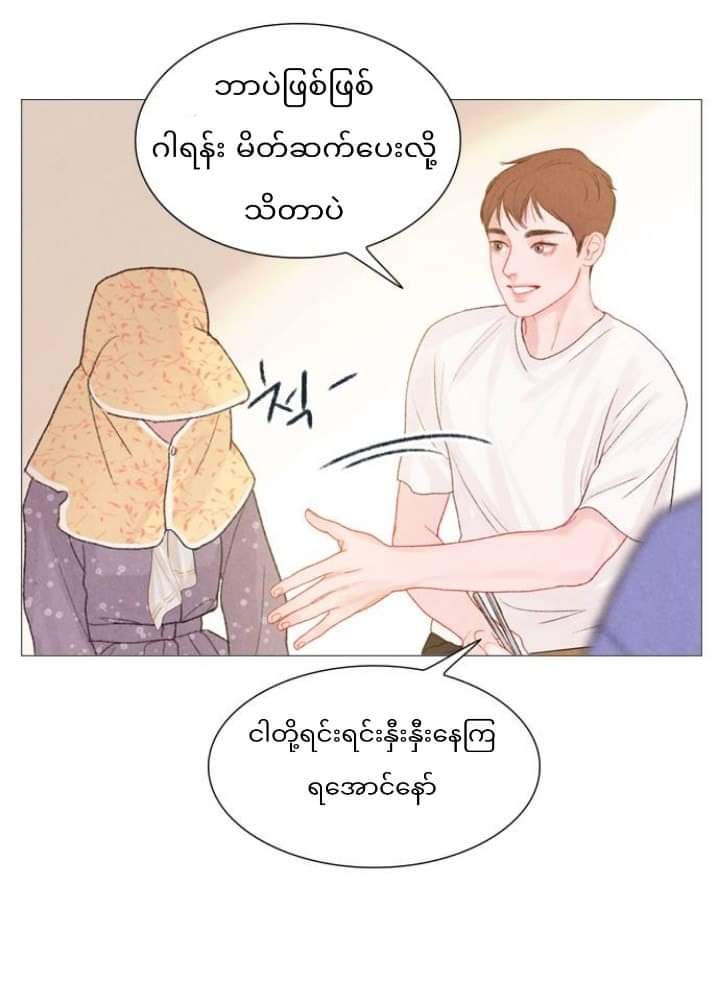 ဘာပဲဖြစ်ဖြစ်
ဂါရန်း မိတ်ဆက်ပေးလို့
သိတာပဲ
척
ငါတို့ရင်းရင်းနှီးနှီးနေကြ
ရအောင်နော်